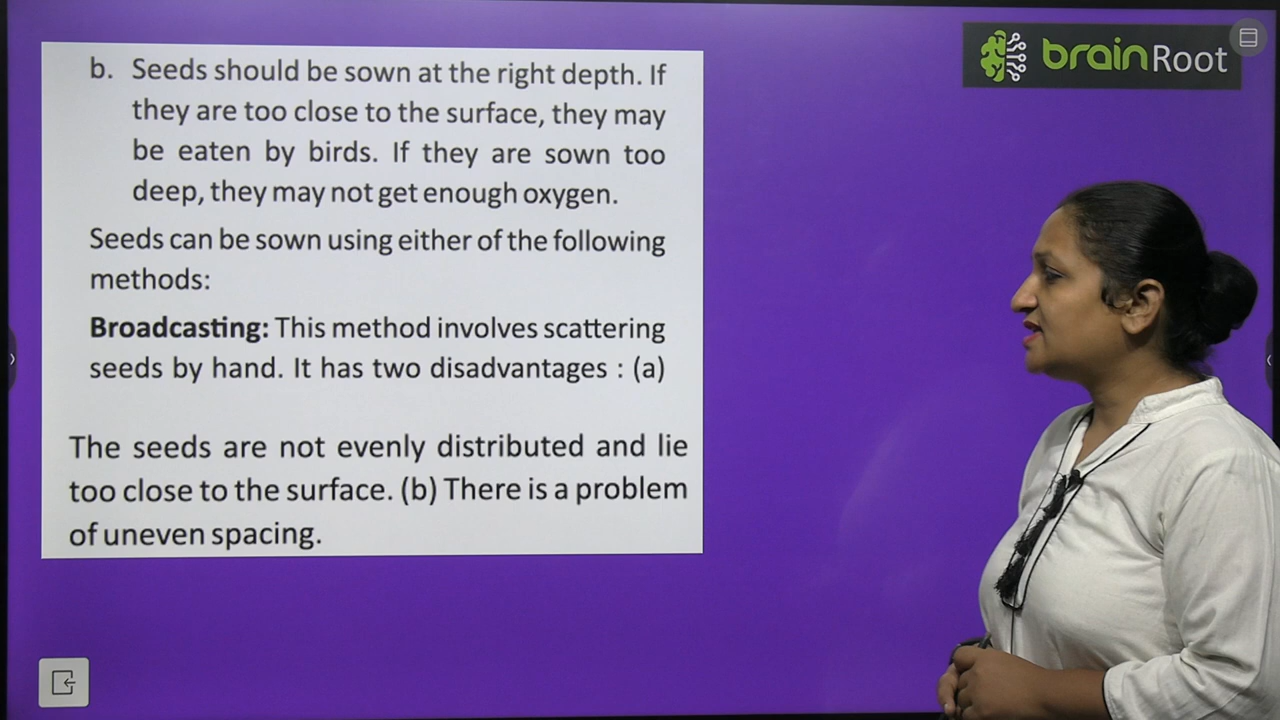 b. Seeds should be sown at the right depth. If
they are too close to the surface, they may
be eaten by birds. If they are sown too
deep, they may not get enough oxygen.
Seeds can be sown using either of the following
methods:
Broadcasting: This method involves scattering
seeds by hand. It has two disadvantages : (a)
The seeds are not evenly distributed and lie
too close to the surface. (b) There is a problem
of uneven spacing.
brainRoot